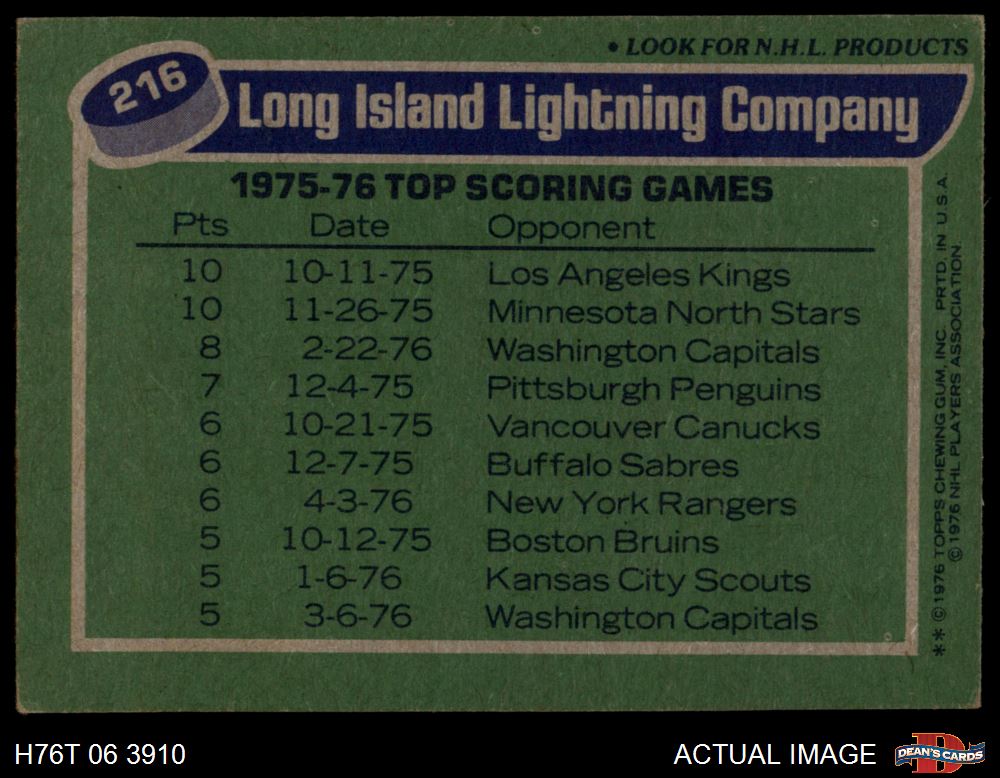 • LOOK FOR N.H.L. PRODUCTS
216
Long Island Lightning Company
1975-76 TOP SCORING GAMES
Pts Date Opponent
10 10-11-75 Los Angeles Kings
10 11-26-75 Minnesota North Stars
8 2-22-76 Washington Capitals
7 12-4-75 Pittsburgh Penguins
6 10-21-75 Vancouver Canucks
6 12-7-75 Buffalo Sabres
6 4-3-76 New York Rangers
5 10-12-75 Boston Bruins
5 1-6-76 Kansas City Scouts
5 3-6-76 Washington Capitals
** © 1976 TOPPS CHEWING GUM, INC. PRTD. IN U.S.A.
© 1976 NHL PLAYERS ASSOCIATION
H76T 06 3910
ACTUAL IMAGE
DEAN'S CARDS